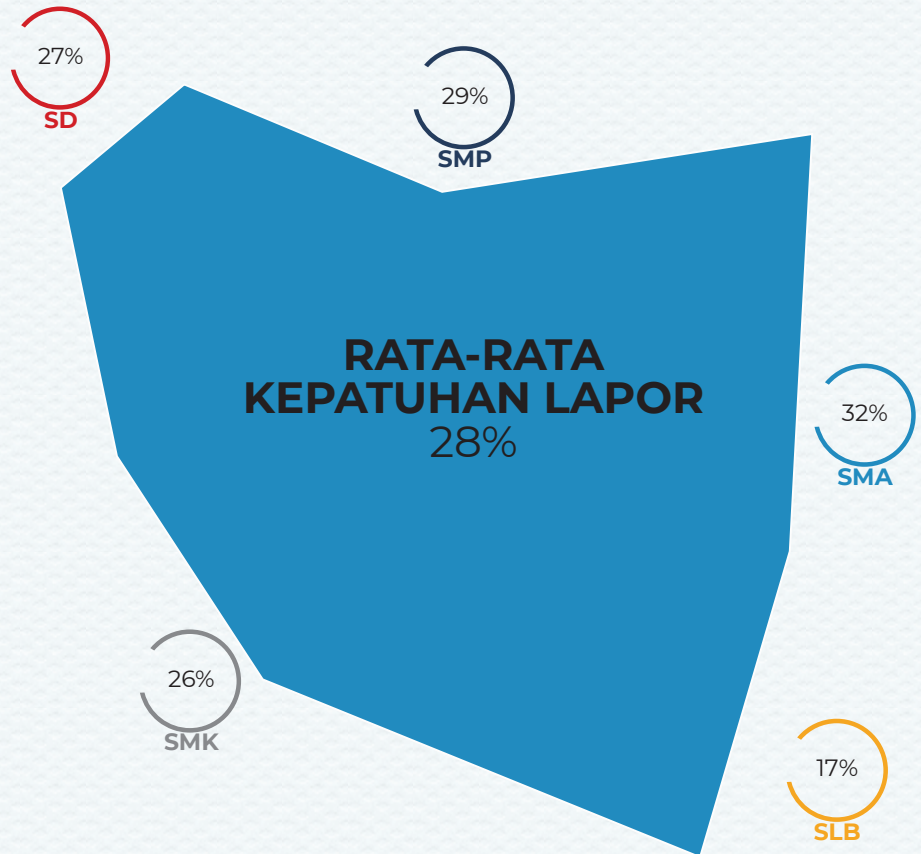 27%
SD
29%
SMP
RATA-RATA
KEPATUHAN LAPOR
28%
32%
SMA
26%
SMK
17%
SLB